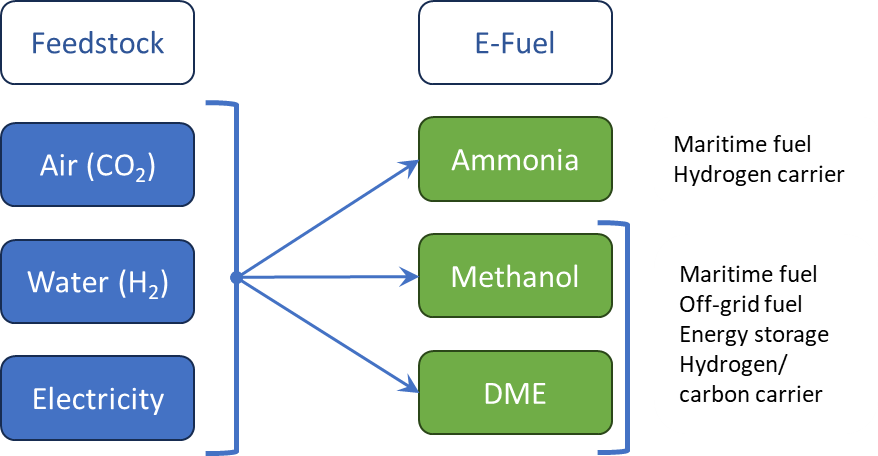 Feedstock
E-Fuel
Air (CO₂)
Water (H₂)
Electricity
Ammonia
Methanol
DME
Maritime fuel
Hydrogen carrier
Maritime fuel
Off-grid fuel
Energy storage
Hydrogen/
carbon carrier